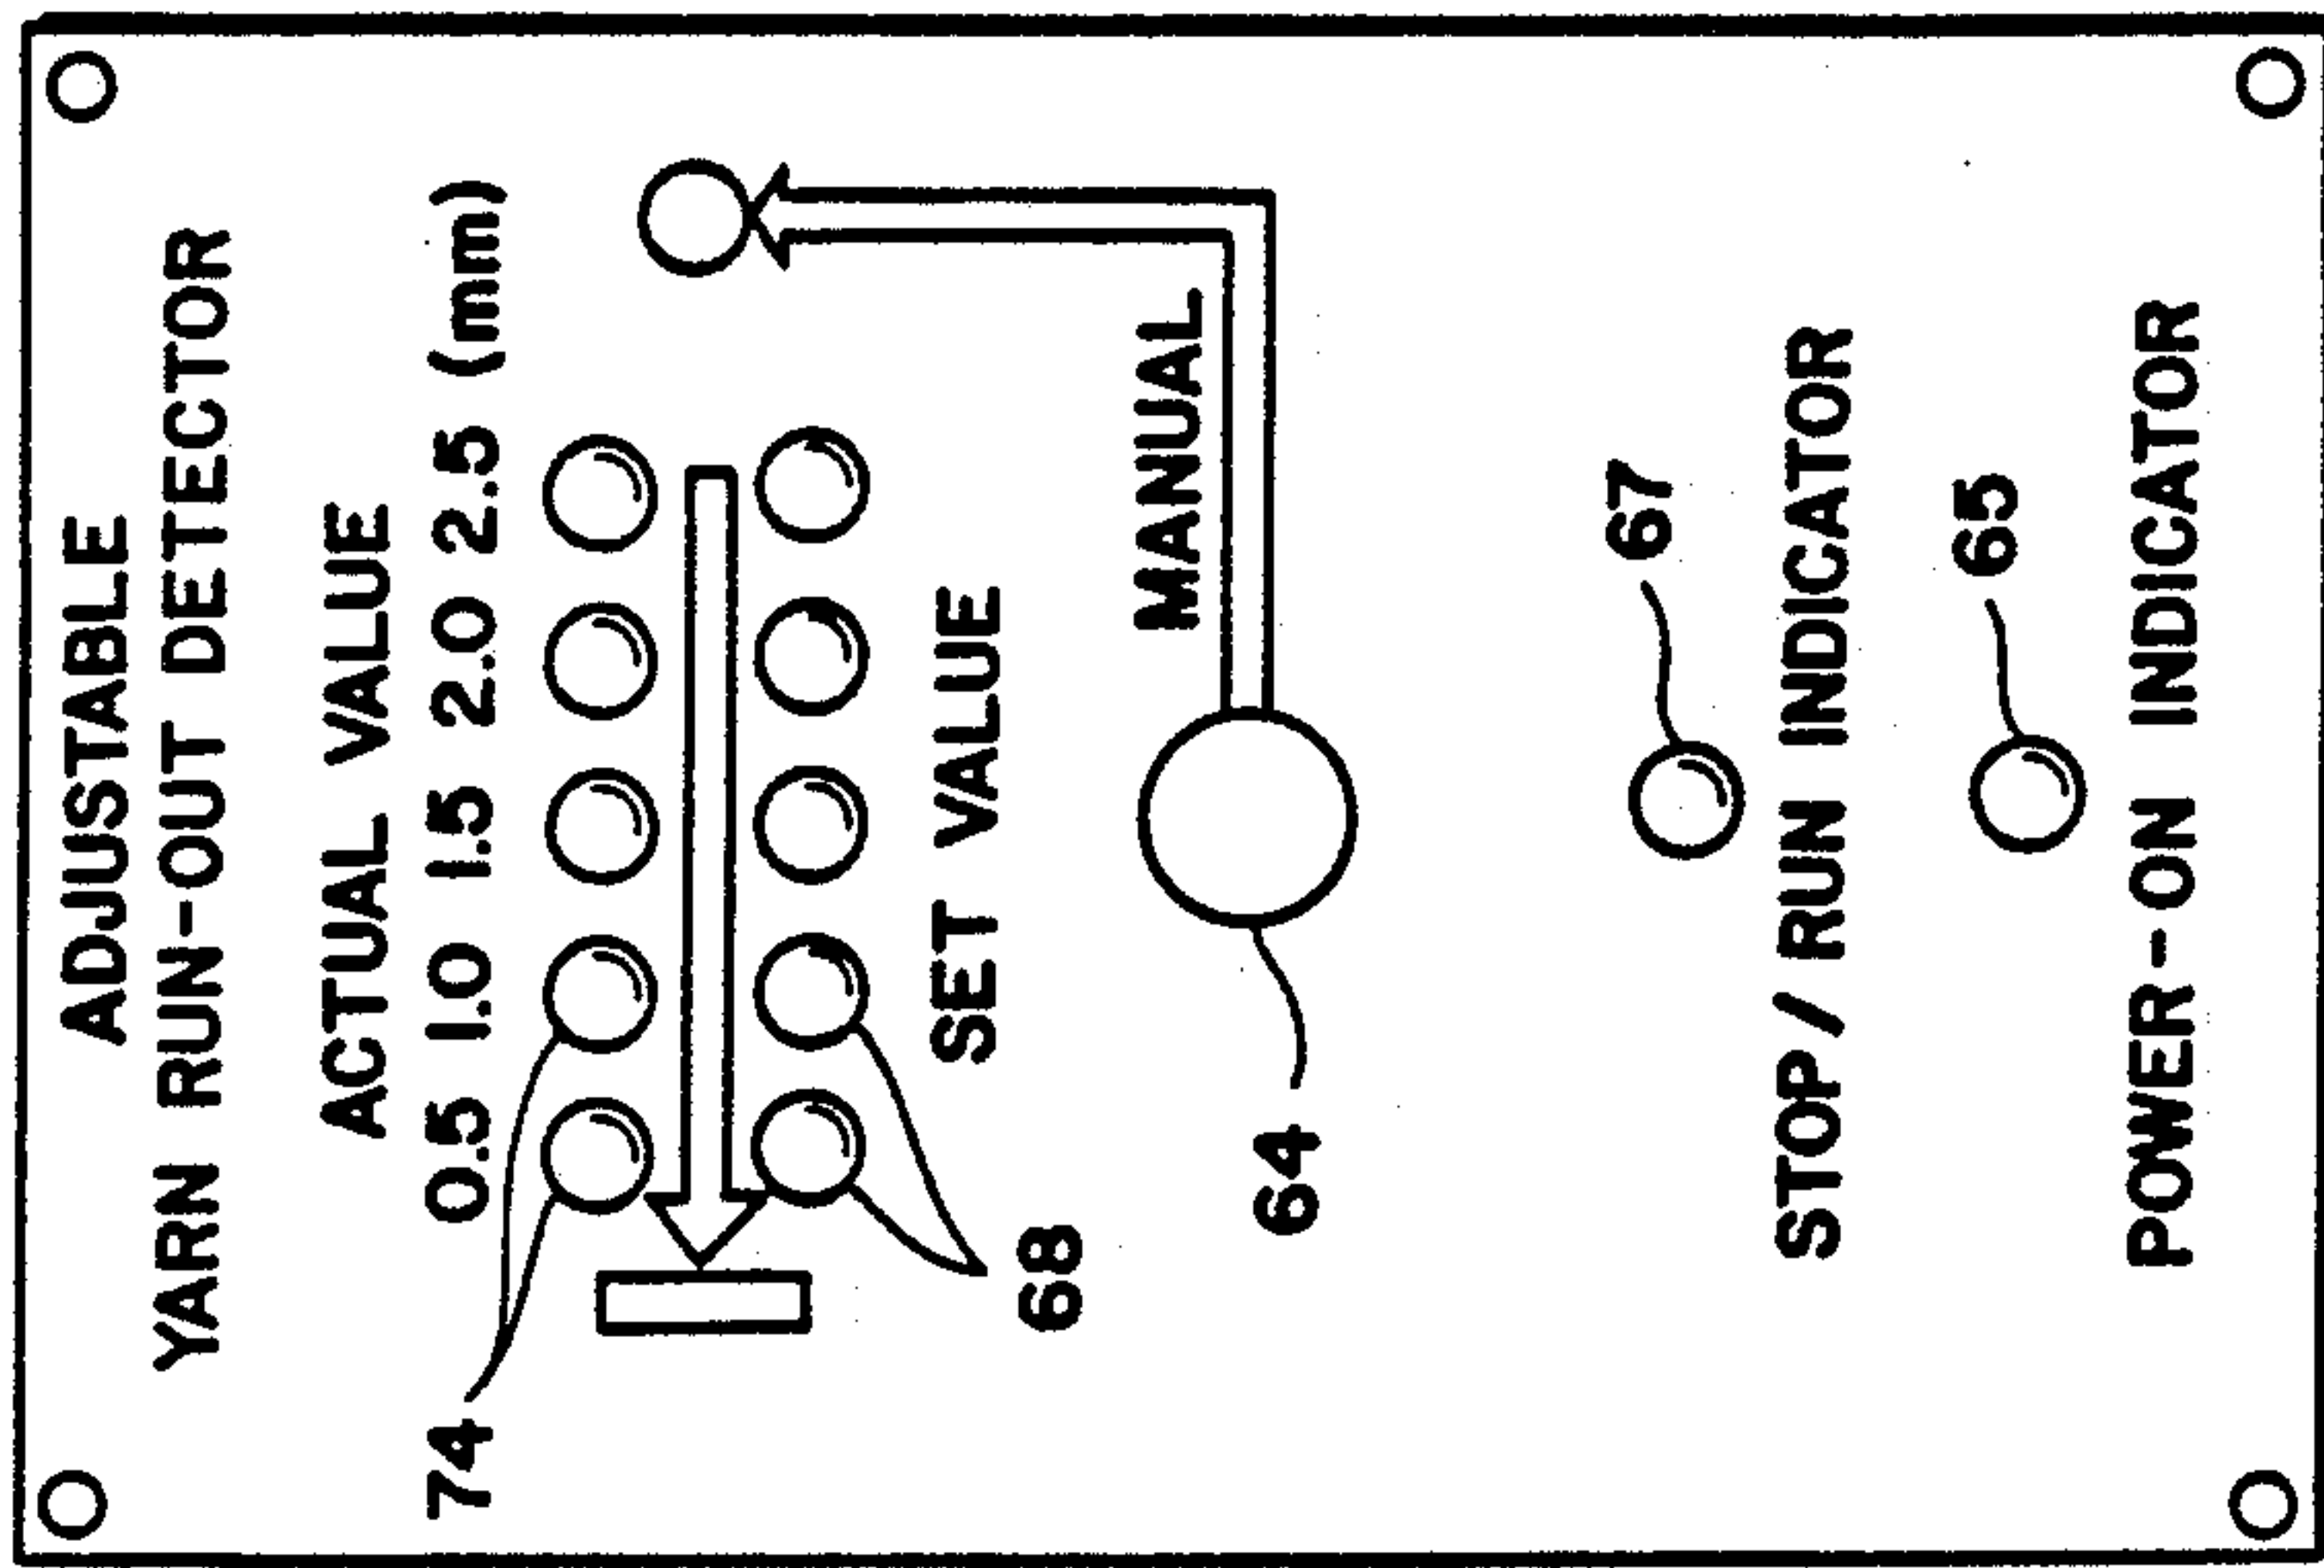 ADJUSTABLE
YARN RUN-OUT DETECTOR
ACTUAL VALUE
0.5 1.0 1.5 2.0 2.5 (mm)
74
SET VALUE
68
MANUAL
64
67
STOP/RUN INDICATOR
65
POWER-ON INDICATOR